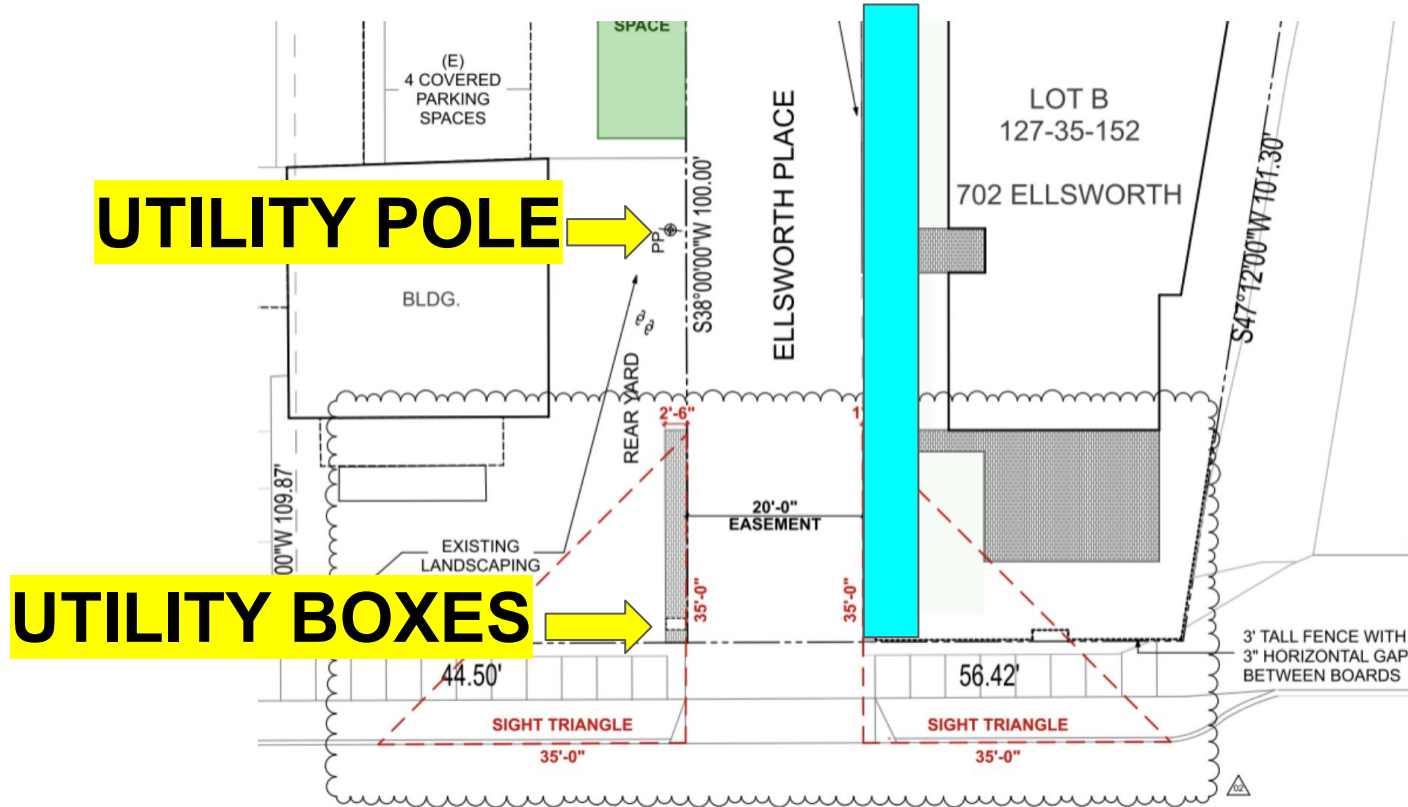 SPACE
(E)
4 COVERED
PARKING
SPACES
ELLSWORTH PLACE
LOT B
127-35-152
702 ELLSWORTH
S47°12'00"W 101.30'
UTILITY POLE
PP
S38°00'00"W 100.00'
BLDG.
REAR YARD
2'-6"
1'
00"W 109.87'
20'-0"
EASEMENT
EXISTING
LANDSCAPING
35'-0"
35'-0"
UTILITY BOXES
3' TALL FENCE WITH
3" HORIZONTAL GAP
BETWEEN BOARDS
44.50'
56.42'
SIGHT TRIANGLE
SIGHT TRIANGLE
35'-0"
35'-0"
02